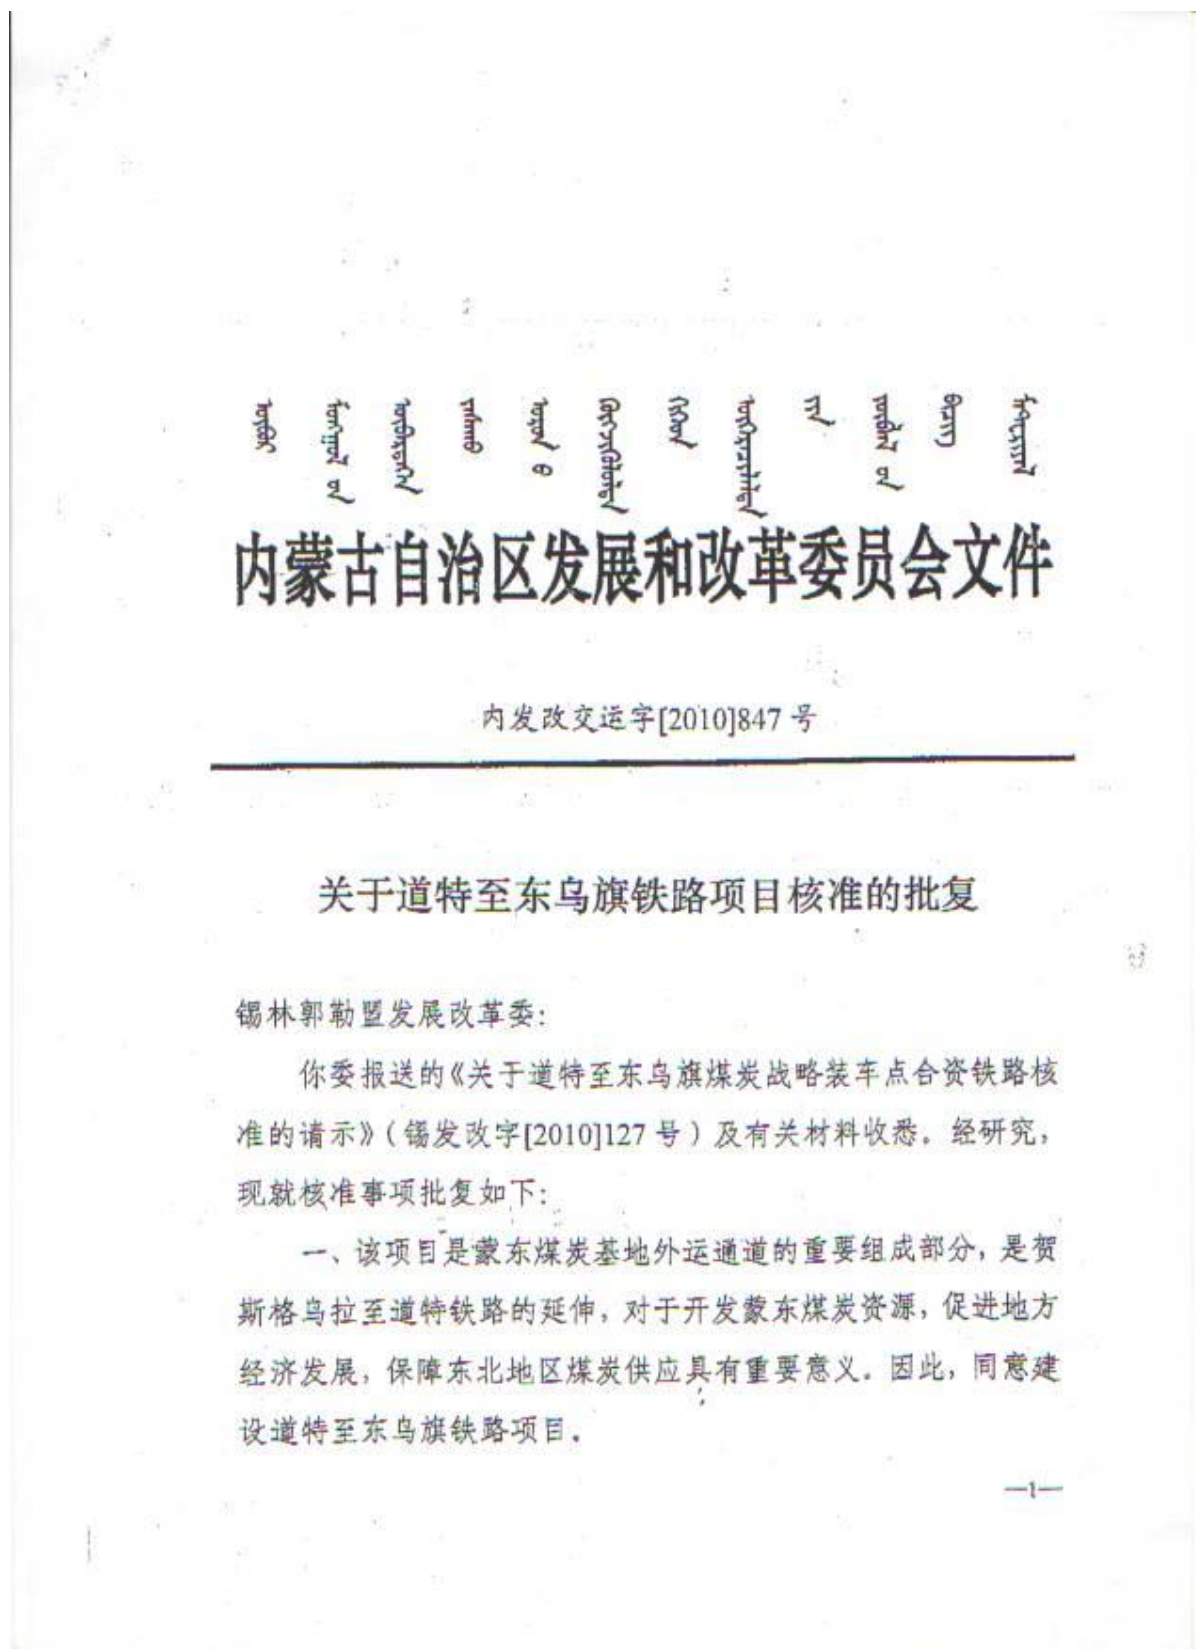 内蒙古自治区发展和改革委员会文件
内发改交运字[2010]847 号
关于道特至东乌旗铁路项目核准的批复
锡林郭勒盟发展改革委:
你委报送的《关于道特至东乌旗煤炭战略装车点合资铁路核
准的请示》(锡发改字[2010]127 号)及有关材料收悉。经研究,
现就核准事项批复如下:
一、该项目是蒙东煤炭基地外运通道的重要组成部分,是贺
斯格乌拉至道特铁路的延伸,对于开发蒙东煤炭资源,促进地方
经济发展,保障东北地区煤炭供应具有重要意义。因此,同意建
设道特至东乌旗铁路项目。
—1—